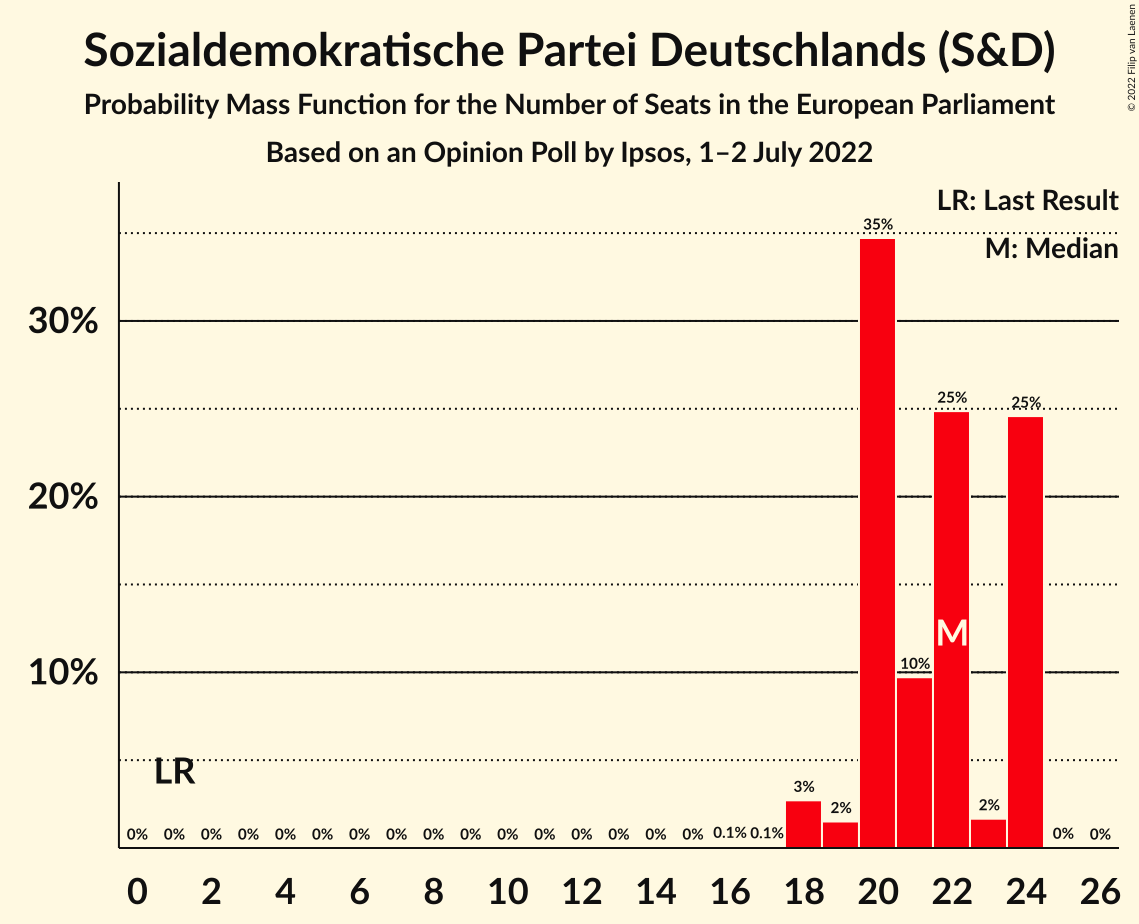 Sozialdemokratische Partei Deutschlands (S&D)
Probability Mass Function for the Number of Seats in the European Parliament
Based on an Opinion Poll by Ipsos, 1–2 July 2022
© 2022 Filip van Laenen
LR: Last Result
M: Median
35%
30%
25% 25%
20%
M
10%
10%
LR
3%
2% 2%
0% 0% 0% 0% 0% 0% 0% 0% 0% 0% 0% 0% 0% 0% 0% 0% 0.1% 0.1% 0% 0%
0 2 4 6 8 10 12 14 16 18 20 22 24 26